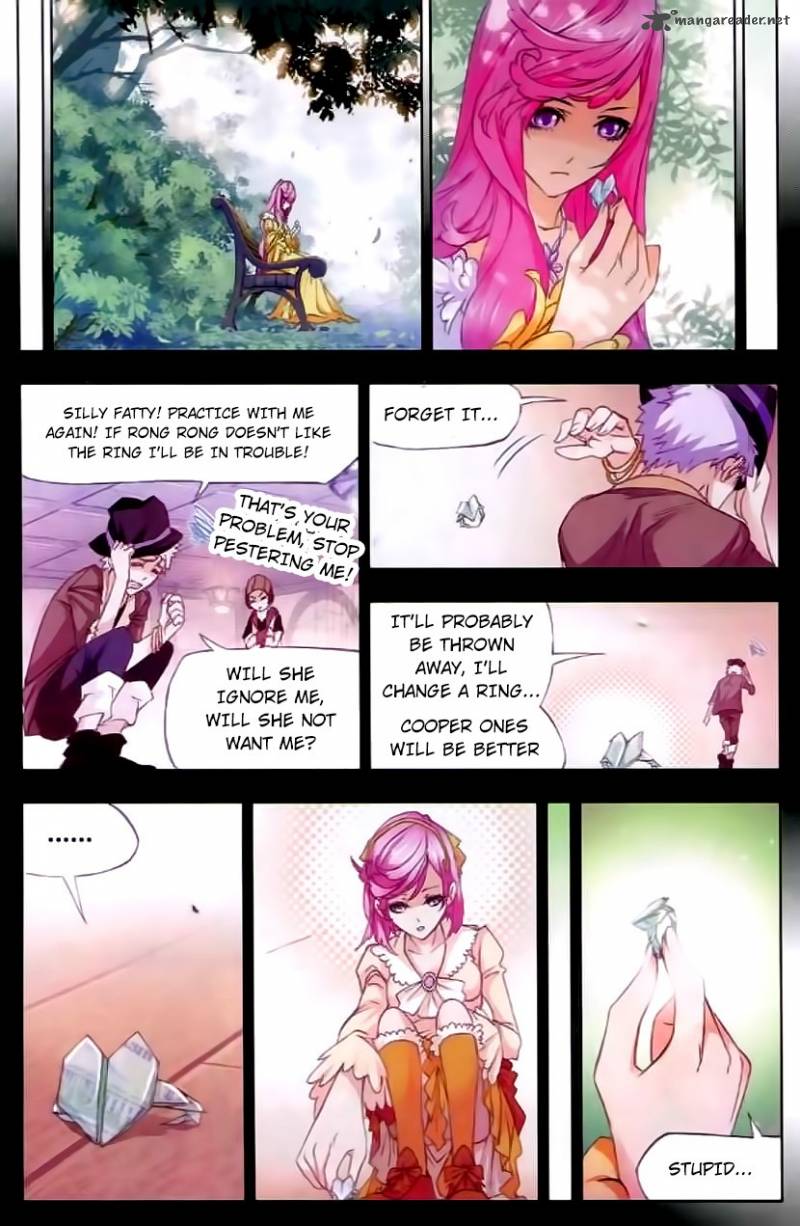 mangareader.net
SILLY FATTY! PRACTICE WITH ME
AGAIN! IF RONG RONG DOESN'T LIKE
THE RING I'LL BE IN TROUBLE!
THAT'S YOUR
PROBLEM, STOP
PESTERING ME!
WILL SHE
IGNORE ME,
WILL SHE NOT
WANT ME?
FORGET IT...
IT'LL PROBABLY
BE THROWN
AWAY, I'LL
CHANGE A RING...
COOPER ONES
WILL BE BETTER
......
STUPID...